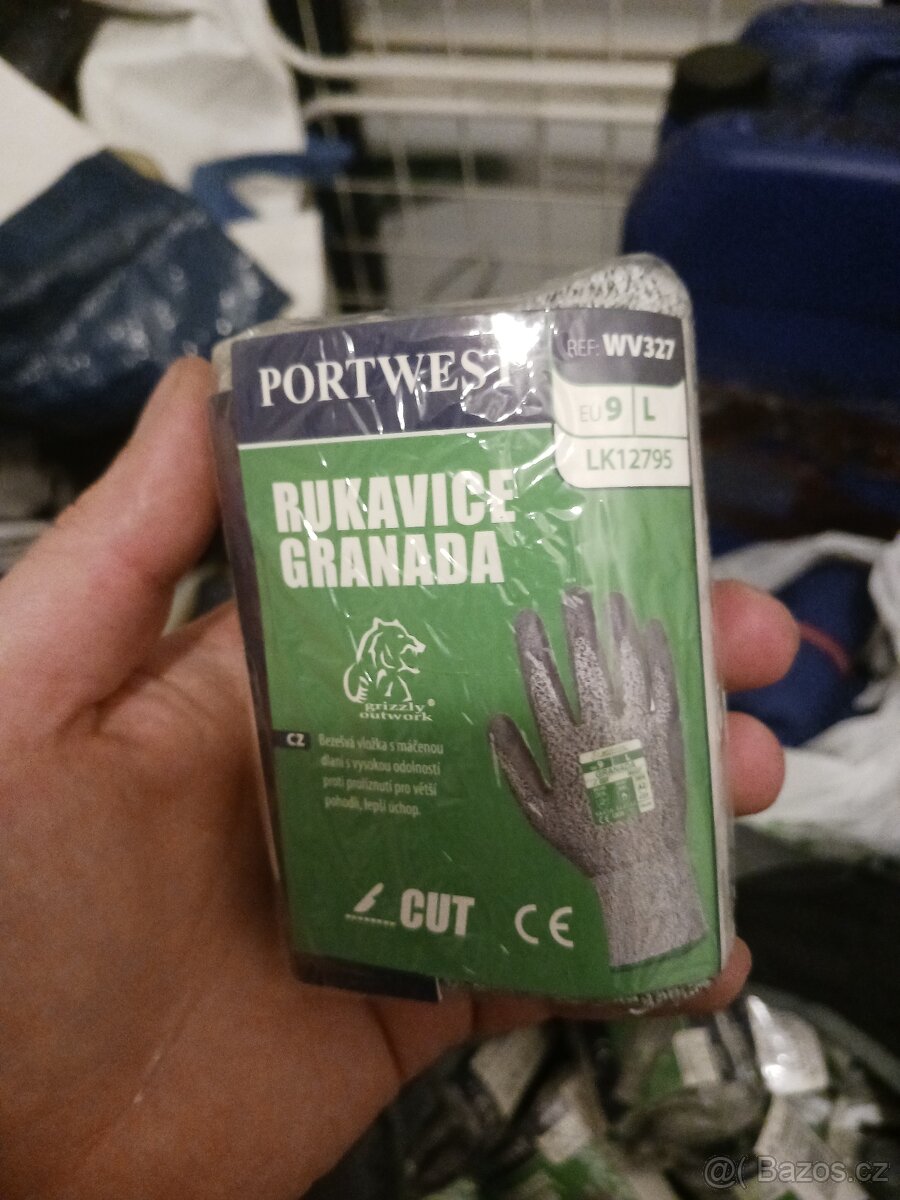 PORTWEST
REF: WV327
EU 9 L
LK12795
RUKAVICE
GRANADA
grizzly®
outwork
CZ Bezešvá vložka s máčenou
dlaní s vysokou odolností
proti proříznutí pro větší
pohodlí, lepší úchop.
GRANADA
CUT CE
@( Bazos.cz